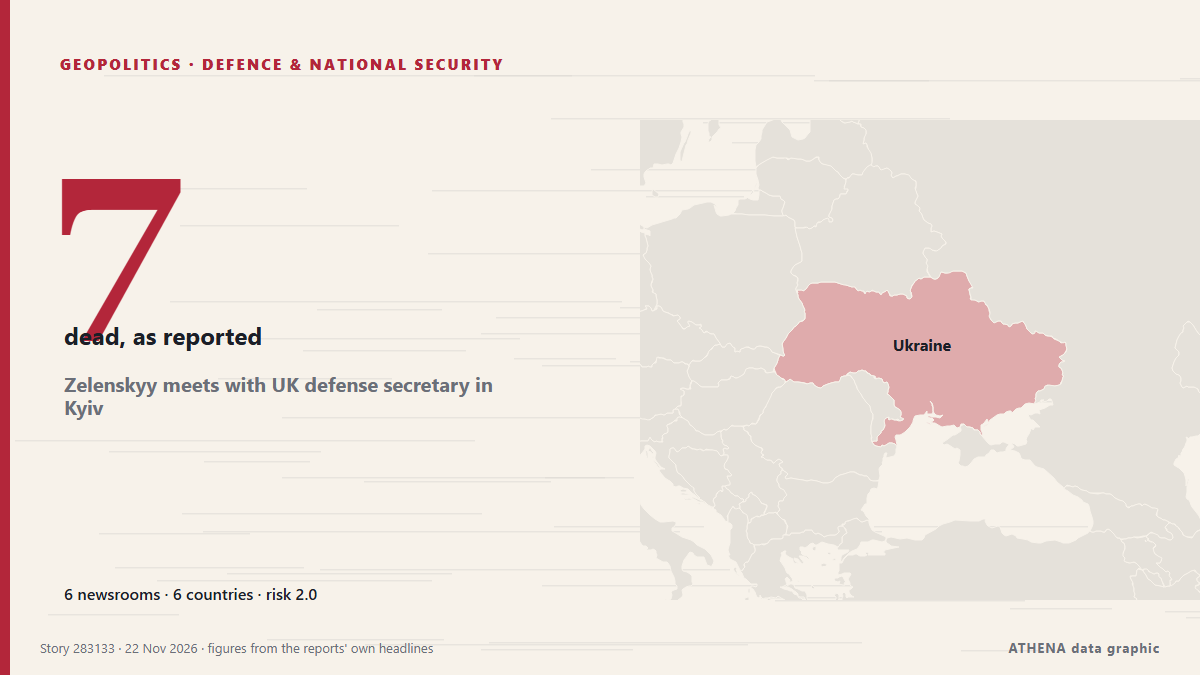 GEOPOLITICS · DEFENCE & NATIONAL SECURITY
7
dead, as reported
Zelenskyy meets with UK defense secretary in
Kyiv
Ukraine
6 newsrooms · 6 countries · risk 2.0
Story 283133 · 22 Nov 2026 · figures from the reports' own headlines
ATHENA data graphic